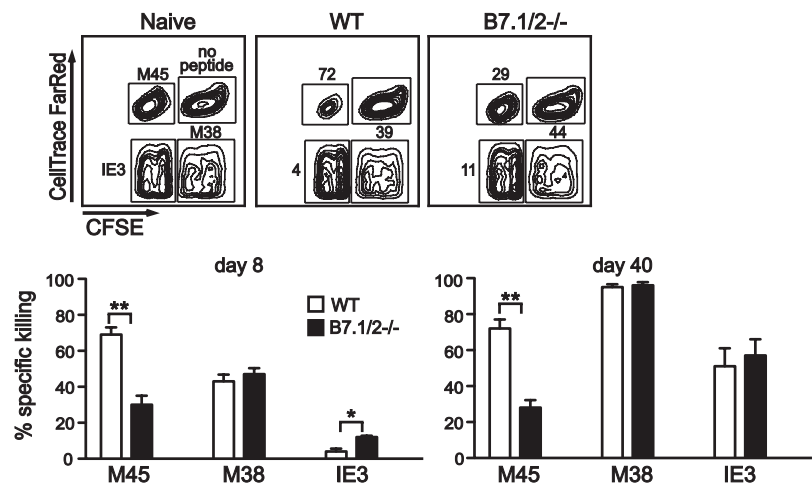 Naive
WT
B7.1/2-/-
CellTrace FarRed
M45
no
peptide
IE3
M38
72
39
4
29
44
11
CFSE
day 8
% specific killing
100
80
60
40
20
0
**
*
WT
B7.1/2-/-
M45
M38
IE3
day 40
100
80
60
40
20
0
**
M45
M38
IE3